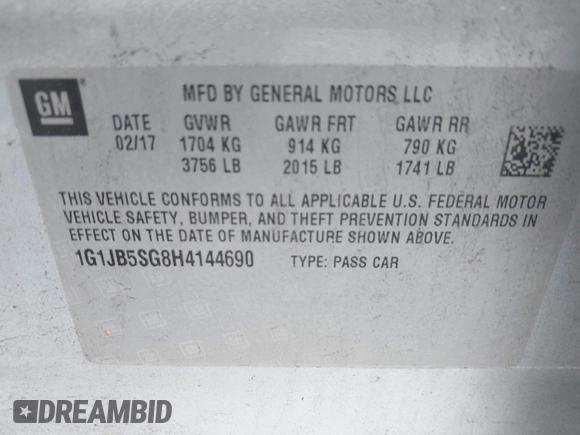 GM ®
MFD BY GENERAL MOTORS LLC
DATE GVWR GAWR FRT GAWR RR
02/17 1704 KG 914 KG 790 KG
3756 LB 2015 LB 1741 LB
THIS VEHICLE CONFORMS TO ALL APPLICABLE U.S. FEDERAL MOTOR
VEHICLE SAFETY, BUMPER, AND THEFT PREVENTION STANDARDS IN
EFFECT ON THE DATE OF MANUFACTURE SHOWN ABOVE.
1G1JB5SG8H4144690 TYPE: PASS CAR
DREAMBID